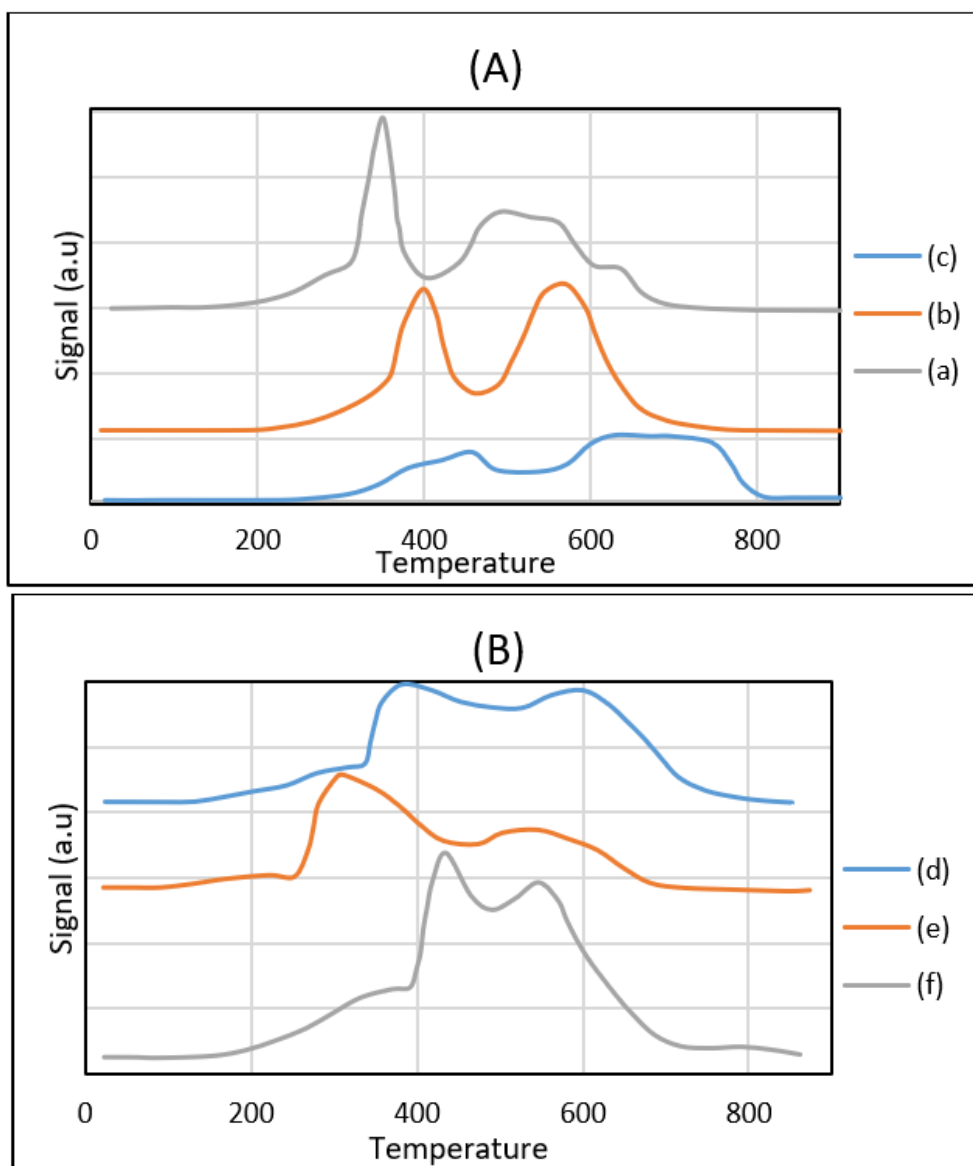 (A)
Signal (a.u)
(c)
(b)
(a)
0 200 400 600 800
Temperature
(B)
Signal (a.u)
(d)
(e)
(f)
0 200 400 600 800
Temperature